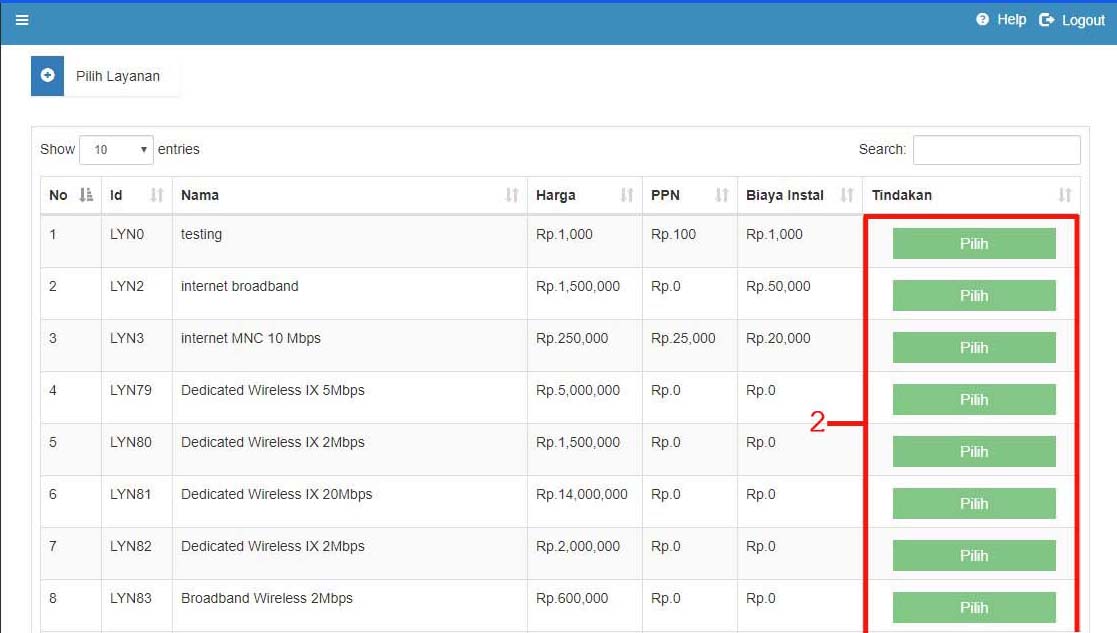 Help Logout
Pilih Layanan
Show 10 entries Search:
No Id Nama Harga PPN Biaya Instal Tindakan
1 LYN0 testing Rp.1,000 Rp.100 Rp.1,000 Pilih
2 LYN2 internet broadband Rp.1,500,000 Rp.0 Rp.50,000 Pilih
3 LYN3 internet MNC 10 Mbps Rp.250,000 Rp.25,000 Rp.20,000 Pilih
4 LYN79 Dedicated Wireless IX 5Mbps Rp.5,000,000 Rp.0 Rp.0 Pilih
2
5 LYN80 Dedicated Wireless IX 2Mbps Rp.1,500,000 Rp.0 Rp.0 Pilih
6 LYN81 Dedicated Wireless IX 20Mbps Rp.14,000,000 Rp.0 Rp.0 Pilih
7 LYN82 Dedicated Wireless IX 2Mbps Rp.2,000,000 Rp.0 Rp.0 Pilih
8 LYN83 Broadband Wireless 2Mbps Rp.600,000 Rp.0 Rp.0 Pilih